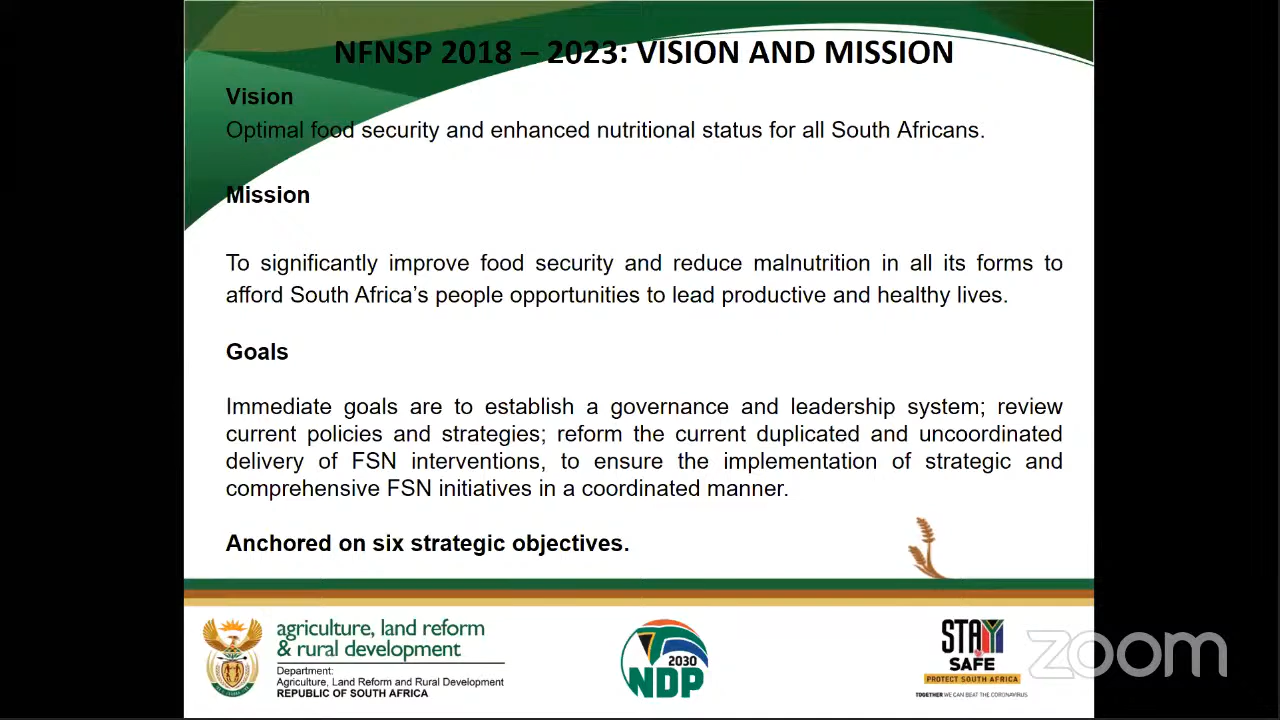 NFNSP 2018 – 2023: VISION AND MISSION
Vision
Optimal food security and enhanced nutritional status for all South Africans.
Mission
To significantly improve food security and reduce malnutrition in all its forms to
afford South Africa’s people opportunities to lead productive and healthy lives.
Goals
Immediate goals are to establish a governance and leadership system; review
current policies and strategies; reform the current duplicated and uncoordinated
delivery of FSN interventions, to ensure the implementation of strategic and
comprehensive FSN initiatives in a coordinated manner.
Anchored on six strategic objectives.
agriculture, land reform
& rural development
Department:
Agriculture, Land Reform and Rural Development
REPUBLIC OF SOUTH AFRICA
2030
NDP
STAY
SAFE
PROTECT SOUTH AFRICA
TOGETHER WE CAN BEAT THE CORONAVIRUS
zoom